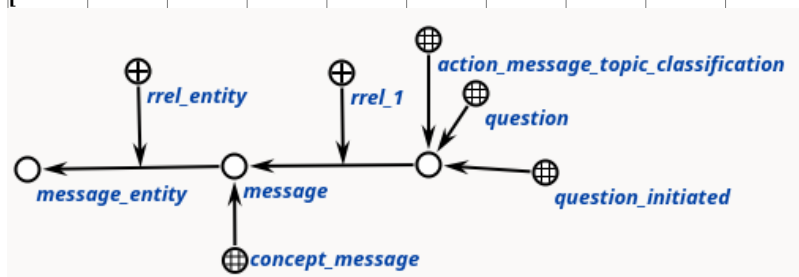 action_message_topic_classification
rrel_entity
rrel_1
question
message_entity
message
question_initiated
concept_message